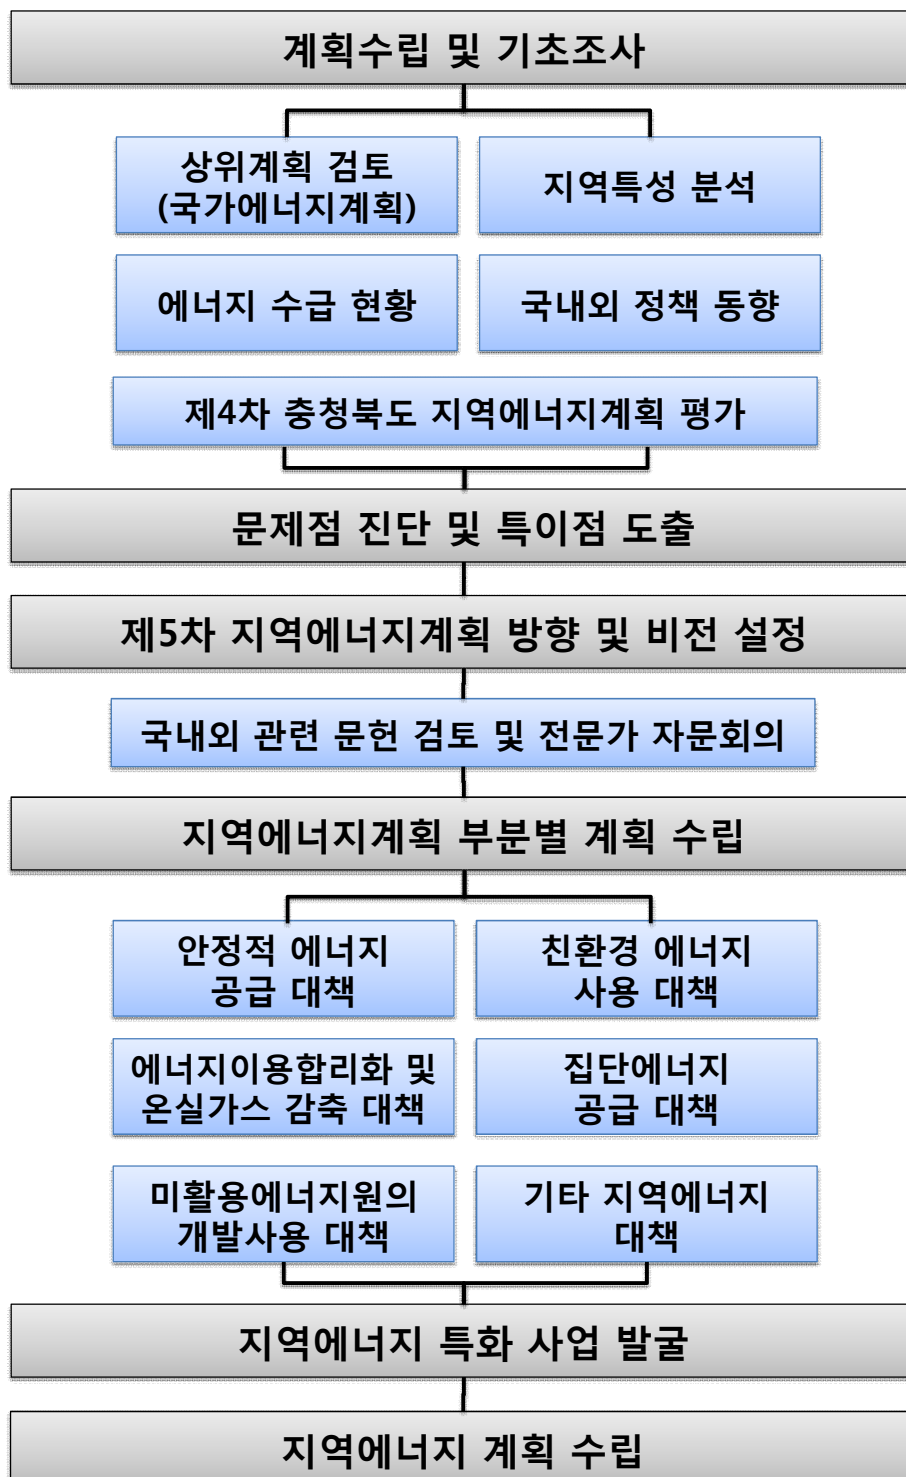 계획수립 및 기초조사
상위계획 검토
(국가에너지계획)
지역특성 분석
에너지 수급 현황
국내외 정책 동향
제4차 충청북도 지역에너지계획 평가
문제점 진단 및 특이점 도출
제5차 지역에너지계획 방향 및 비전 설정
국내외 관련 문헌 검토 및 전문가 자문회의
지역에너지계획 부분별 계획 수립
안정적 에너지
공급 대책
친환경 에너지
사용 대책
에너지이용합리화 및
온실가스 감축 대책
집단에너지
공급 대책
미활용에너지원의
개발사용 대책
기타 지역에너지
대책
지역에너지 특화 사업 발굴
지역에너지 계획 수립